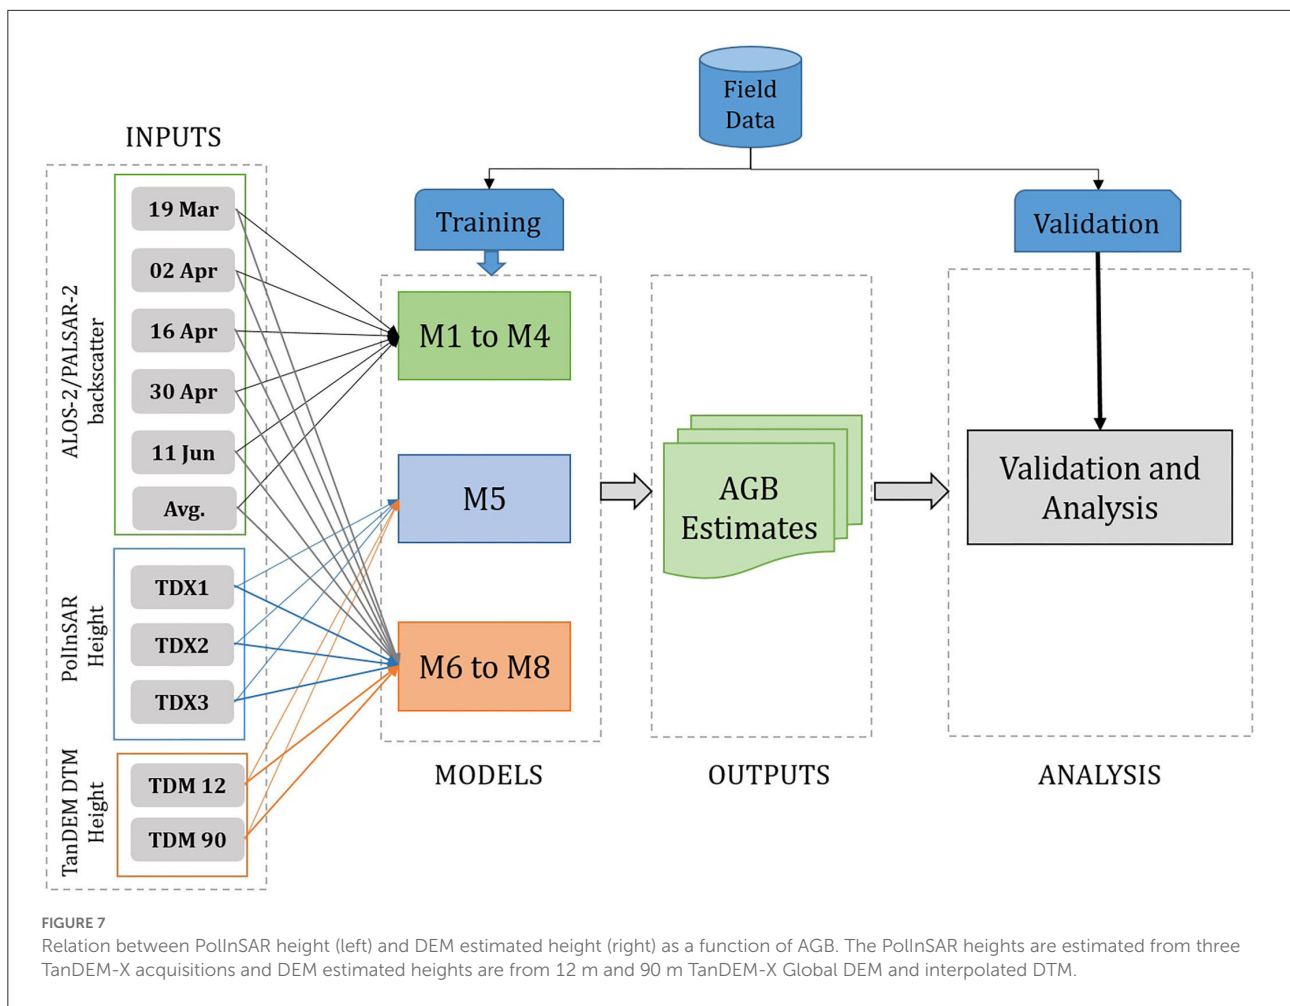 Field
Data
INPUTS
Training
Validation
ALOS-2/PALSAR-2
backscatter
19 Mar
02 Apr
16 Apr
30 Apr
11 Jun
Avg.
PolInSAR
Height
TDX1
TDX2
TDX3
TanDEM DTM
Height
TDM 12
TDM 90
M1 to M4
M5
M6 to M8
MODELS
AGB
Estimates
OUTPUTS
Validation and
Analysis
ANALYSIS
FIGURE 7
Relation between PolInSAR height (left) and DEM estimated height (right) as a function of AGB. The PolInSAR heights are estimated from three
TanDEM-X acquisitions and DEM estimated heights are from 12 m and 90 m TanDEM-X Global DEM and interpolated DTM.